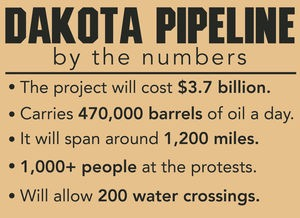 DAKOTA PIPELINE
by the numbers
• The project will cost $3.7 billion.
• Carries 470,000 barrels of oil a day.
• It will span around 1,200 miles.
• 1,000+ people at the protests.
• Will allow 200 water crossings.